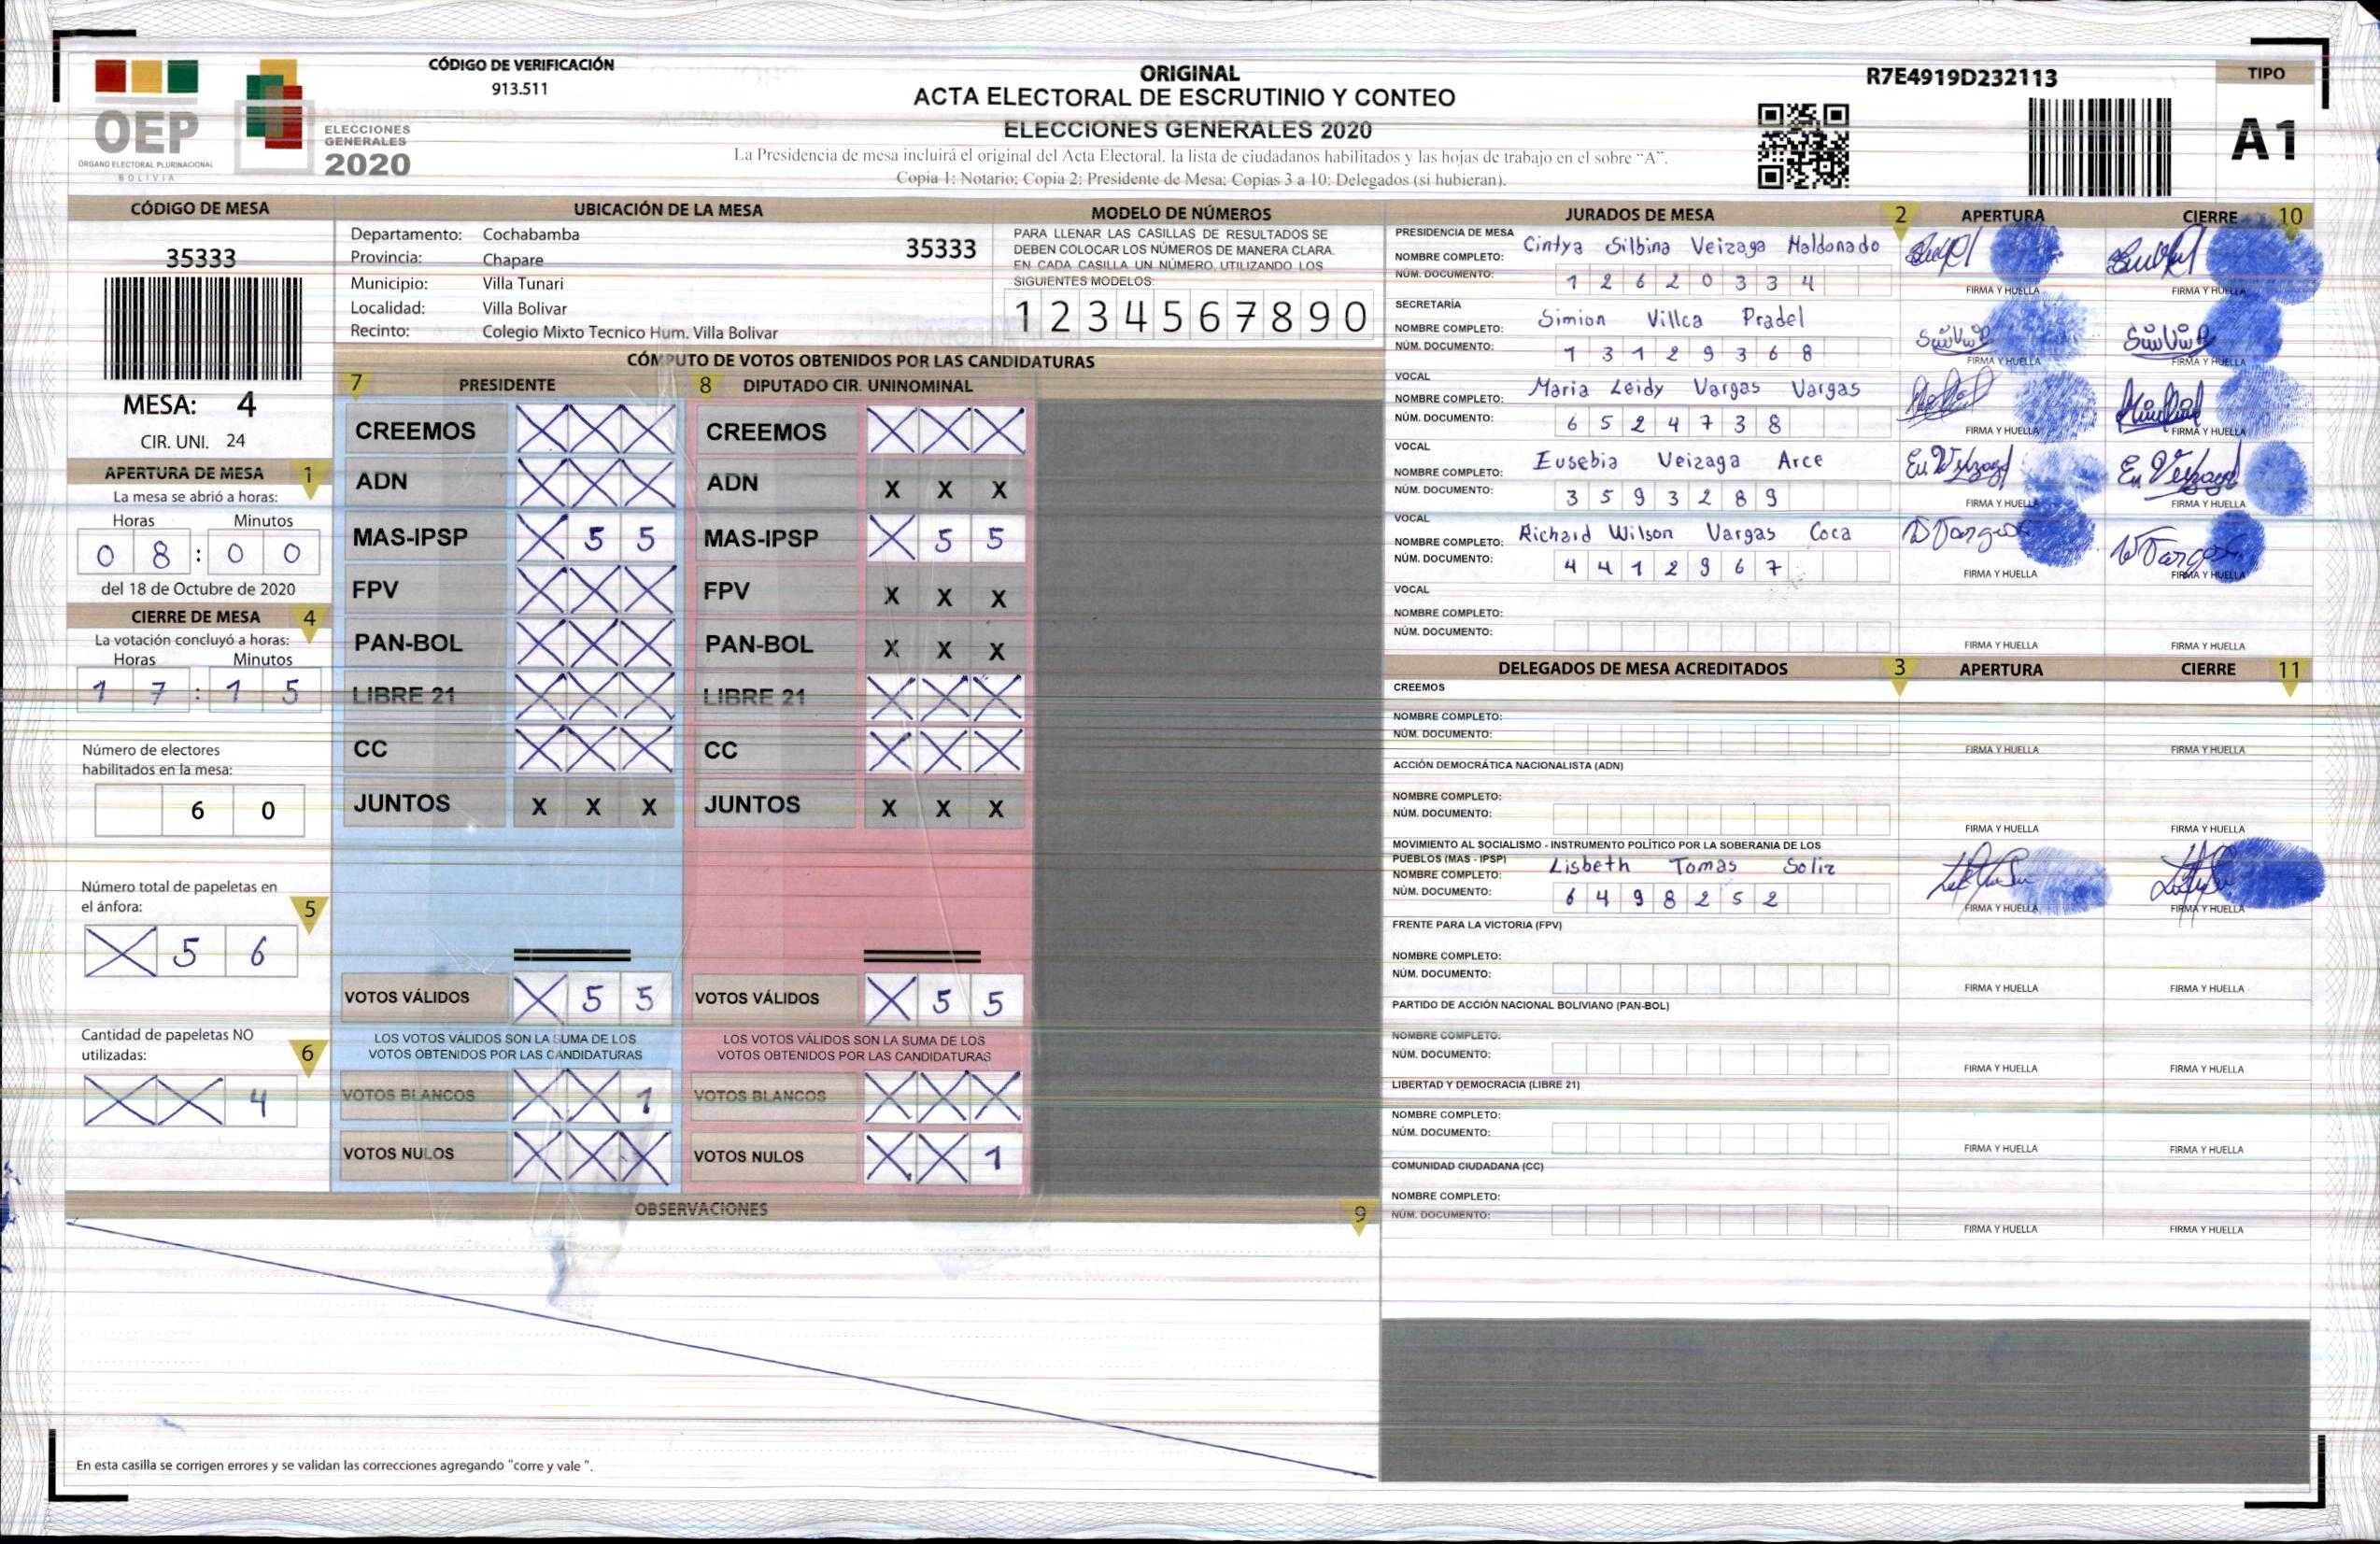 CÓDIGO DE VERIFICACIÓN
913.511
OEP
ÓRGANO ELECTORAL PLURINACIONAL
BOLIVIA
ELECCIONES
GENERALES
2020
ORIGINAL
ACTA ELECTORAL DE ESCRUTINIO Y CONTEO
ELECCIONES GENERALES 2020
La Presidencia de mesa incluirá el original del Acta Electoral, la lista de ciudadanos habilitados y las hojas de trabajo en el sobre "A".
Copia 1: Notario; Copia 2: Presidente de Mesa; Copias 3 a 10: Delegados (si hubieran).
R7E4919D232113
TIPO
A1
CÓDIGO DE MESA
35333
MESA: 4
CIR. UNI. 24
APERTURA DE MESA 1
La mesa se abrió a horas:
Horas Minutos
0 8 : 0 0
del 18 de Octubre de 2020
CIERRE DE MESA 4
La votación concluyó a horas:
Horas Minutos
1 7 : 1 5
Número de electores
habilitados en la mesa:
6 0
Número total de papeletas en
el ánfora: 5
X 5 6
Cantidad de papeletas NO
utilizadas: 6
X X 4
UBICACIÓN DE LA MESA
Departamento: Cochabamba 35333
Provincia: Chapare
Municipio: Villa Tunari
Localidad: Villa Bolivar
Recinto: Colegio Mixto Tecnico Hum. Villa Bolivar
MODELO DE NÚMEROS
PARA LLENAR LAS CASILLAS DE RESULTADOS SE
DEBEN COLOCAR LOS NÚMEROS DE MANERA CLARA.
EN CADA CASILLA UN NÚMERO, UTILIZANDO LOS
SIGUIENTES MODELOS:
1 2 3 4 5 6 7 8 9 0
CÓMPUTO DE VOTOS OBTENIDOS POR LAS CANDIDATURAS
7 PRESIDENTE
CREEMOS X X X
ADN X X X
MAS-IPSP X 5 5
FPV X X X
PAN-BOL X X X
LIBRE 21 X X X
CC X X X
JUNTOS X X X
VOTOS VÁLIDOS X 5 5
LOS VOTOS VÁLIDOS SON LA SUMA DE LOS
VOTOS OBTENIDOS POR LAS CANDIDATURAS
VOTOS BLANCOS X X 1
VOTOS NULOS X X X
8 DIPUTADO CIR. UNINOMINAL
CREEMOS X X X
ADN X X X
MAS-IPSP X 5 5
FPV X X X
PAN-BOL X X X
LIBRE 21 X X X
CC X X X
JUNTOS X X X
VOTOS VÁLIDOS X 5 5
LOS VOTOS VÁLIDOS SON LA SUMA DE LOS
VOTOS OBTENIDOS POR LAS CANDIDATURAS
VOTOS BLANCOS X X X
VOTOS NULOS X X 1
OBSERVACIONES 9
En esta casilla se corrigen errores y se validan las correcciones agregando "corre y vale ".
JURADOS DE MESA 2 APERTURA CIERRE 10
PRESIDENCIA DE MESA
NOMBRE COMPLETO: Cintya Silbina Veizaga Maldonado
NÚM. DOCUMENTO: 1 2 6 2 0 3 3 4
FIRMA Y HUELLA FIRMA Y HUELLA
SECRETARÍA
NOMBRE COMPLETO: Simion Villca Pradel
NÚM. DOCUMENTO: 1 3 1 2 9 3 6 8
FIRMA Y HUELLA FIRMA Y HUELLA
VOCAL
NOMBRE COMPLETO: Maria Leidy Vargas Vargas
NÚM. DOCUMENTO: 6 5 2 4 7 3 8
FIRMA Y HUELLA FIRMA Y HUELLA
VOCAL
NOMBRE COMPLETO: Eusebia Veizaga Arce
NÚM. DOCUMENTO: 3 5 9 3 2 8 9
FIRMA Y HUELLA FIRMA Y HUELLA
VOCAL
NOMBRE COMPLETO: Richard Wilson Vargas Coca
NÚM. DOCUMENTO: 4 4 1 2 9 6 7
FIRMA Y HUELLA FIRMA Y HUELLA
VOCAL
NOMBRE COMPLETO:
NÚM. DOCUMENTO:
FIRMA Y HUELLA FIRMA Y HUELLA
DELEGADOS DE MESA ACREDITADOS 3 APERTURA CIERRE 11
CREEMOS
NOMBRE COMPLETO:
NÚM. DOCUMENTO:
FIRMA Y HUELLA FIRMA Y HUELLA
ACCIÓN DEMOCRÁTICA NACIONALISTA (ADN)
NOMBRE COMPLETO:
NÚM. DOCUMENTO:
FIRMA Y HUELLA FIRMA Y HUELLA
MOVIMIENTO AL SOCIALISMO - INSTRUMENTO POLÍTICO POR LA SOBERANIA DE LOS
PUEBLOS (MAS - IPSP)
NOMBRE COMPLETO: Lisbeth Tomas Soliz
NÚM. DOCUMENTO: 6 4 9 8 2 5 2
FIRMA Y HUELLA FIRMA Y HUELLA
FRENTE PARA LA VICTORIA (FPV)
NOMBRE COMPLETO:
NÚM. DOCUMENTO:
FIRMA Y HUELLA FIRMA Y HUELLA
PARTIDO DE ACCIÓN NACIONAL BOLIVIANO (PAN-BOL)
NOMBRE COMPLETO:
NÚM. DOCUMENTO:
FIRMA Y HUELLA FIRMA Y HUELLA
LIBERTAD Y DEMOCRACIA (LIBRE 21)
NOMBRE COMPLETO:
NÚM. DOCUMENTO:
FIRMA Y HUELLA FIRMA Y HUELLA
COMUNIDAD CIUDADANA (CC)
NOMBRE COMPLETO:
NÚM. DOCUMENTO:
FIRMA Y HUELLA FIRMA Y HUELLA